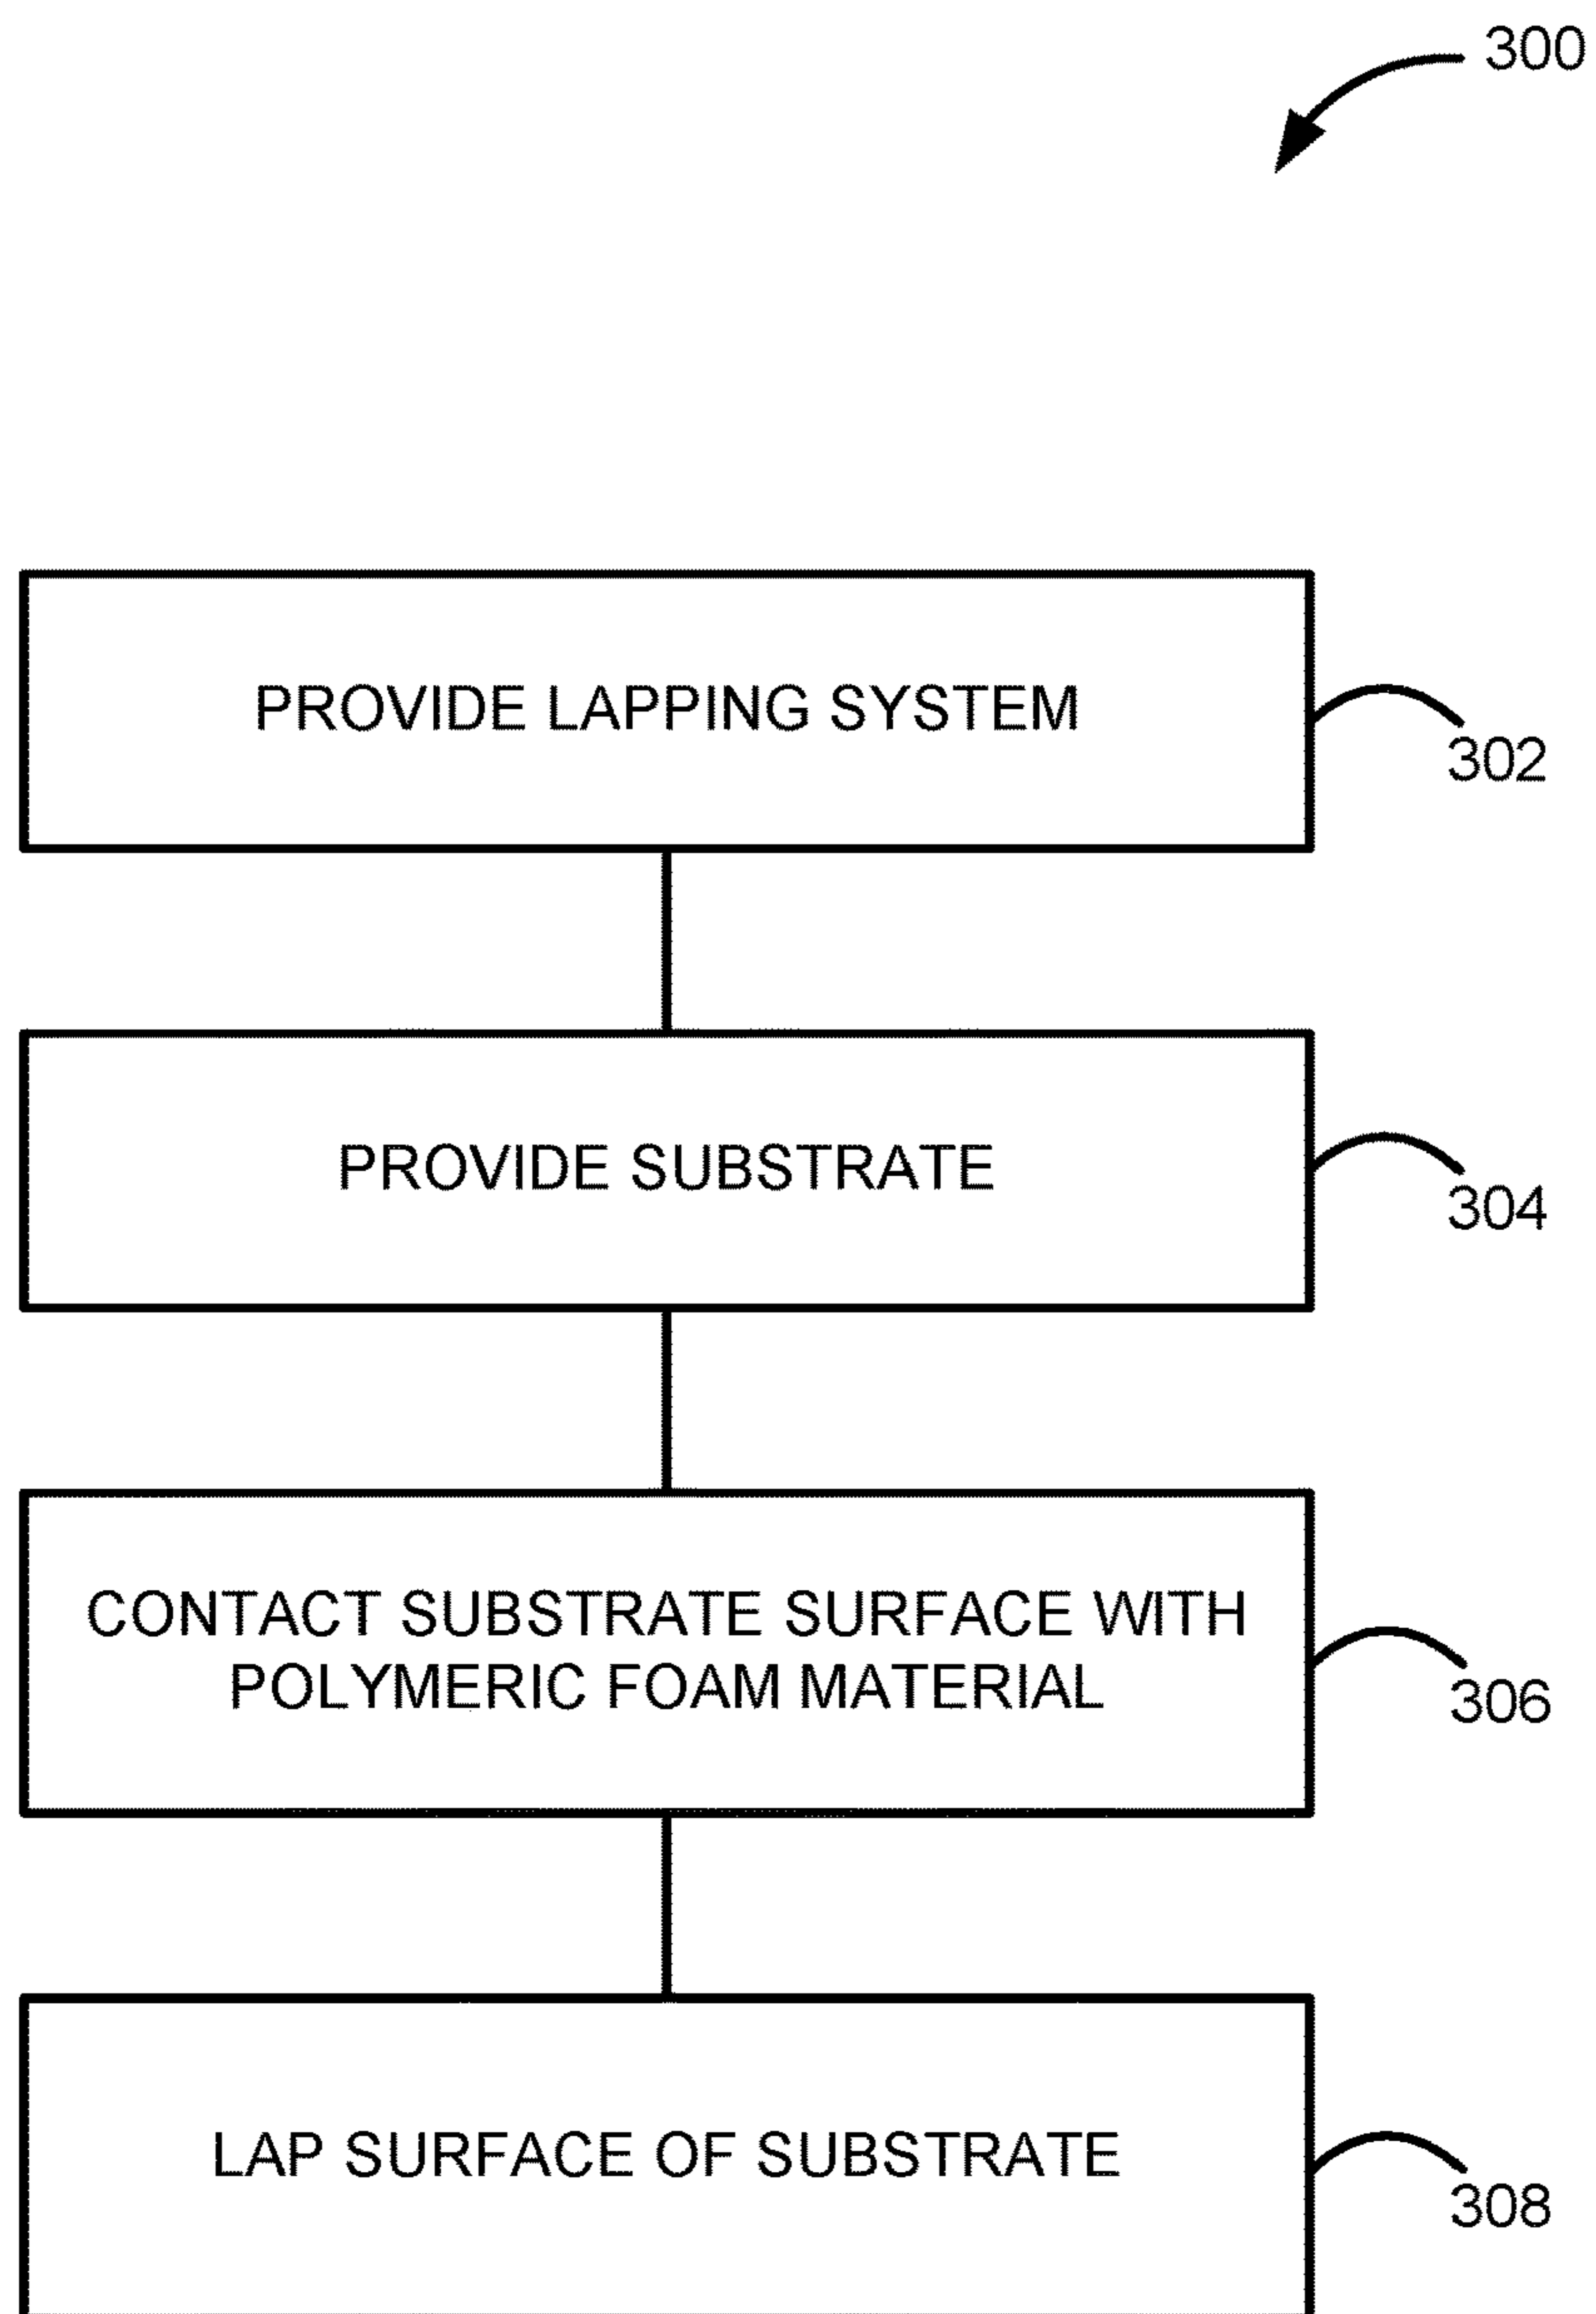 300
PROVIDE LAPPING SYSTEM
302
PROVIDE SUBSTRATE
304
CONTACT SUBSTRATE SURFACE WITH
POLYMERIC FOAM MATERIAL
306
LAP SURFACE OF SUBSTRATE
308